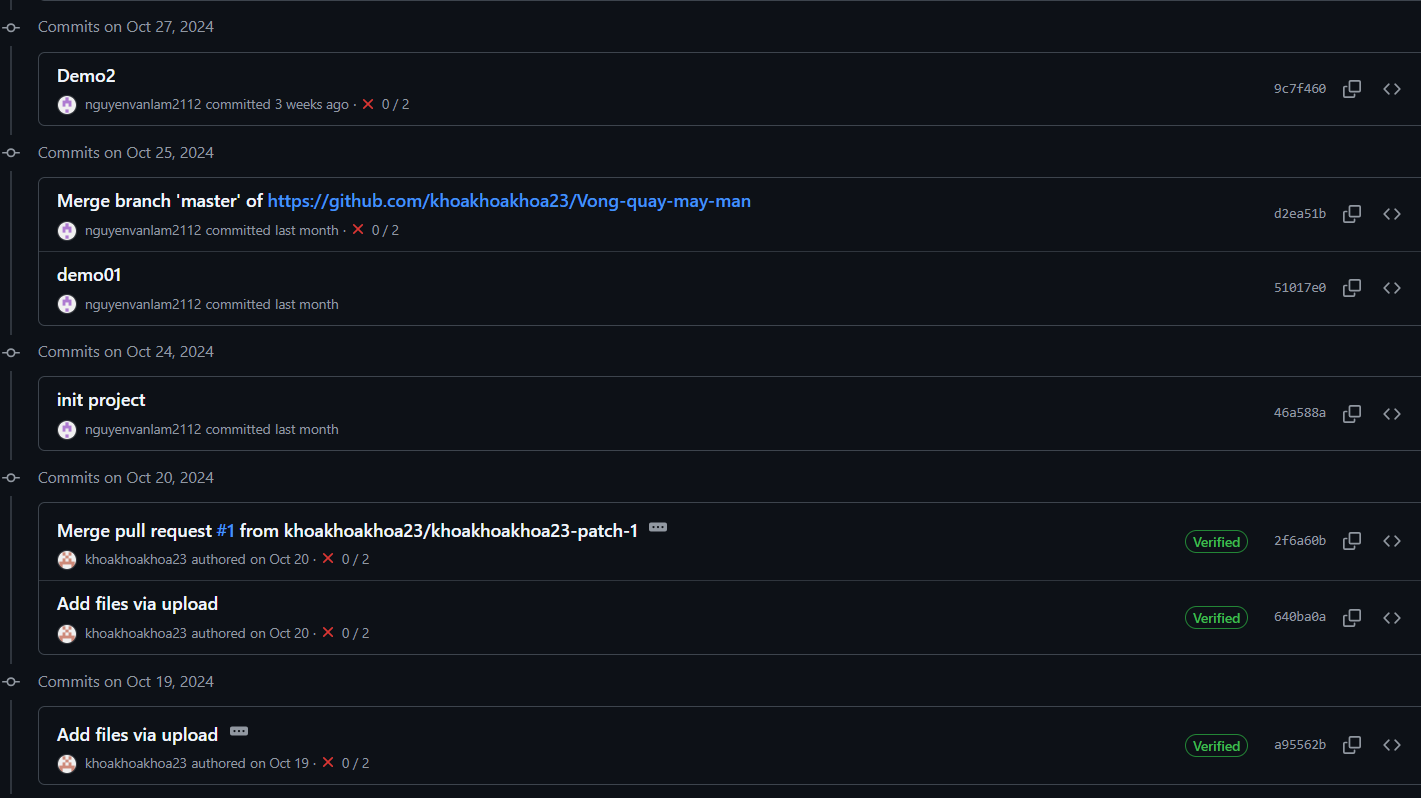 Commits on Oct 27, 2024
Demo2
nguyenvanlam2112 committed 3 weeks ago · 0 / 2
9c7f460
Commits on Oct 25, 2024
Merge branch 'master' of https://github.com/khoakhoakhoa23/Vong-quay-may-man
nguyenvanlam2112 committed last month · 0 / 2
d2ea51b
demo01
nguyenvanlam2112 committed last month
51017e0
Commits on Oct 24, 2024
init project
nguyenvanlam2112 committed last month
46a588a
Commits on Oct 20, 2024
Merge pull request #1 from khoakhoakhoa23/khoakhoakhoa23-patch-1
khoakhoakhoa23 authored on Oct 20 · 0 / 2
Verified 2f6a60b
Add files via upload
khoakhoakhoa23 authored on Oct 20 · 0 / 2
Verified 640ba0a
Commits on Oct 19, 2024
Add files via upload
khoakhoakhoa23 authored on Oct 19 · 0 / 2
Verified a95562b